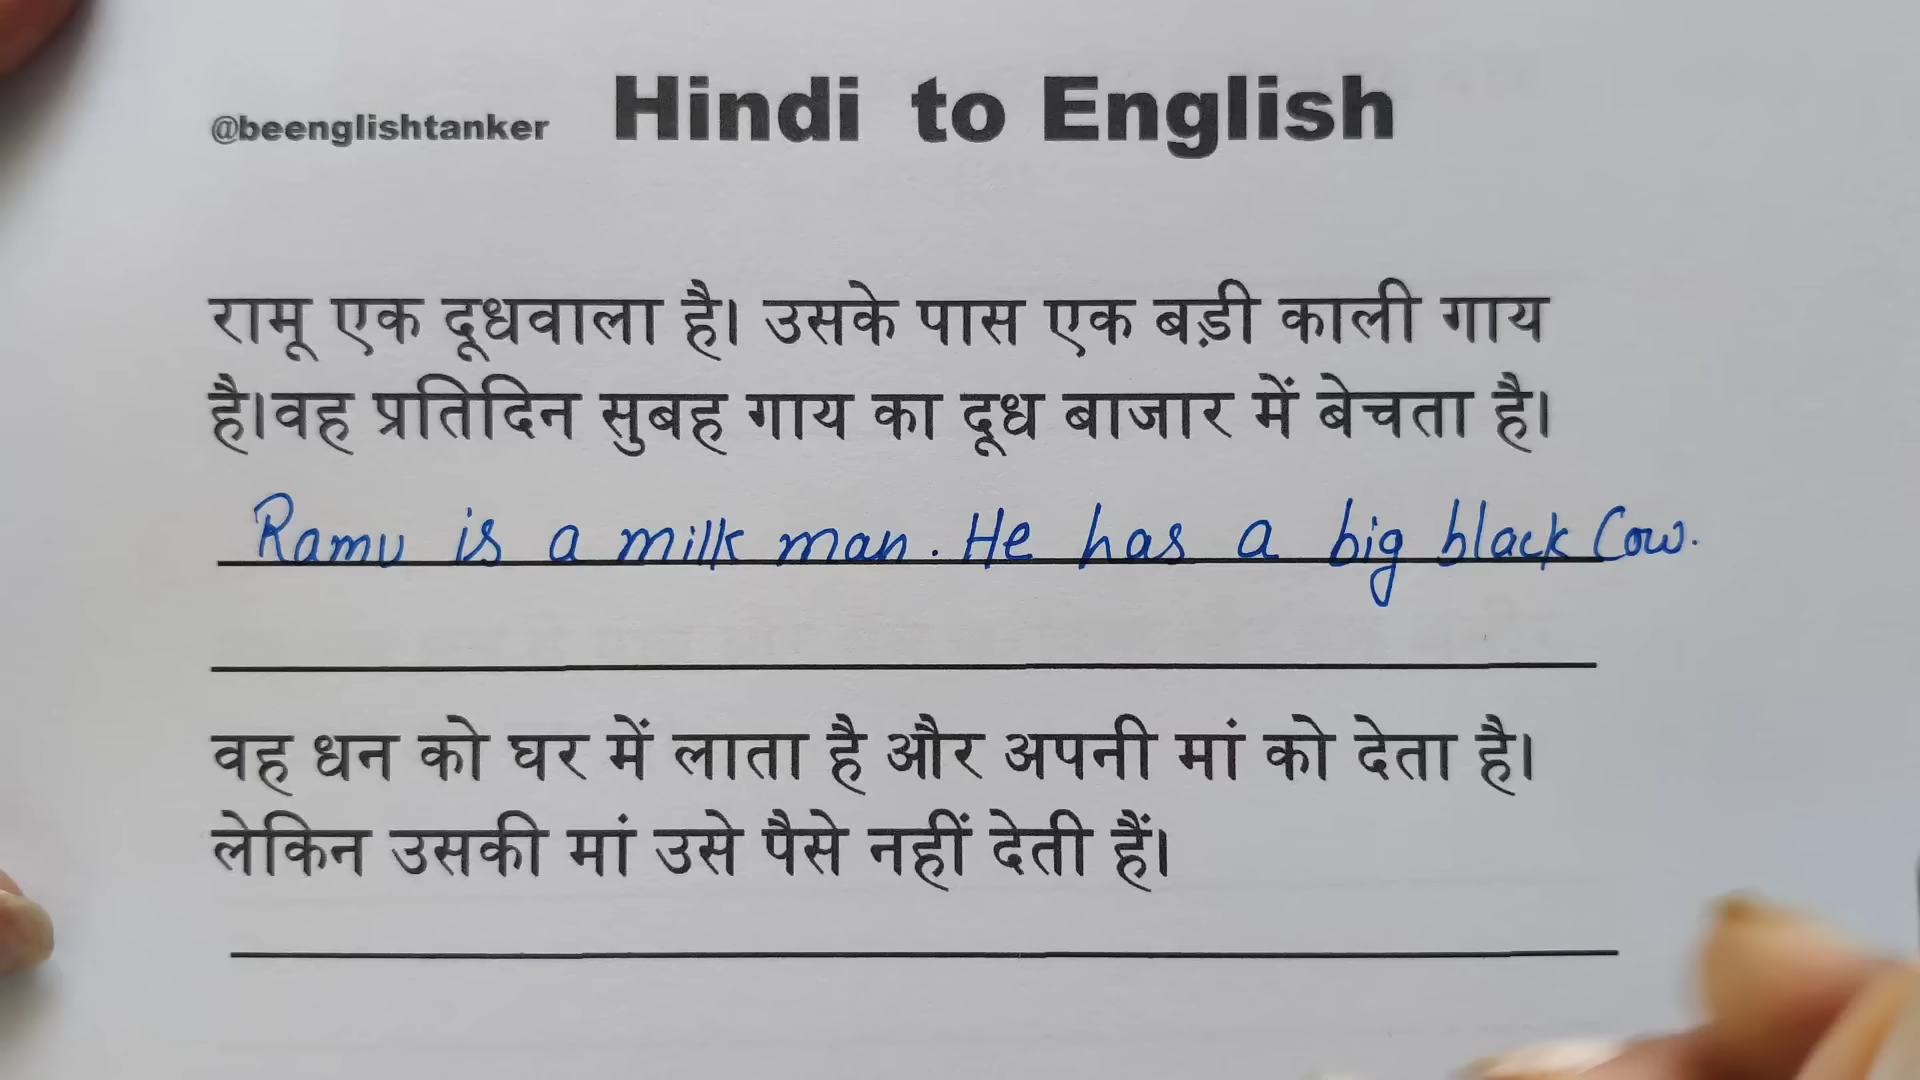 @beenglishtanker Hindi to English
रामू एक दूधवाला है। उसके पास एक बड़ी काली गाय
है।वह प्रतिदिन सुबह गाय का दूध बाजार में बेचता है।
Ramu is a milk man. He has a big black Cow.
वह धन को घर में लाता है और अपनी मां को देता है।
लेकिन उसकी मां उसे पैसे नहीं देती हैं।